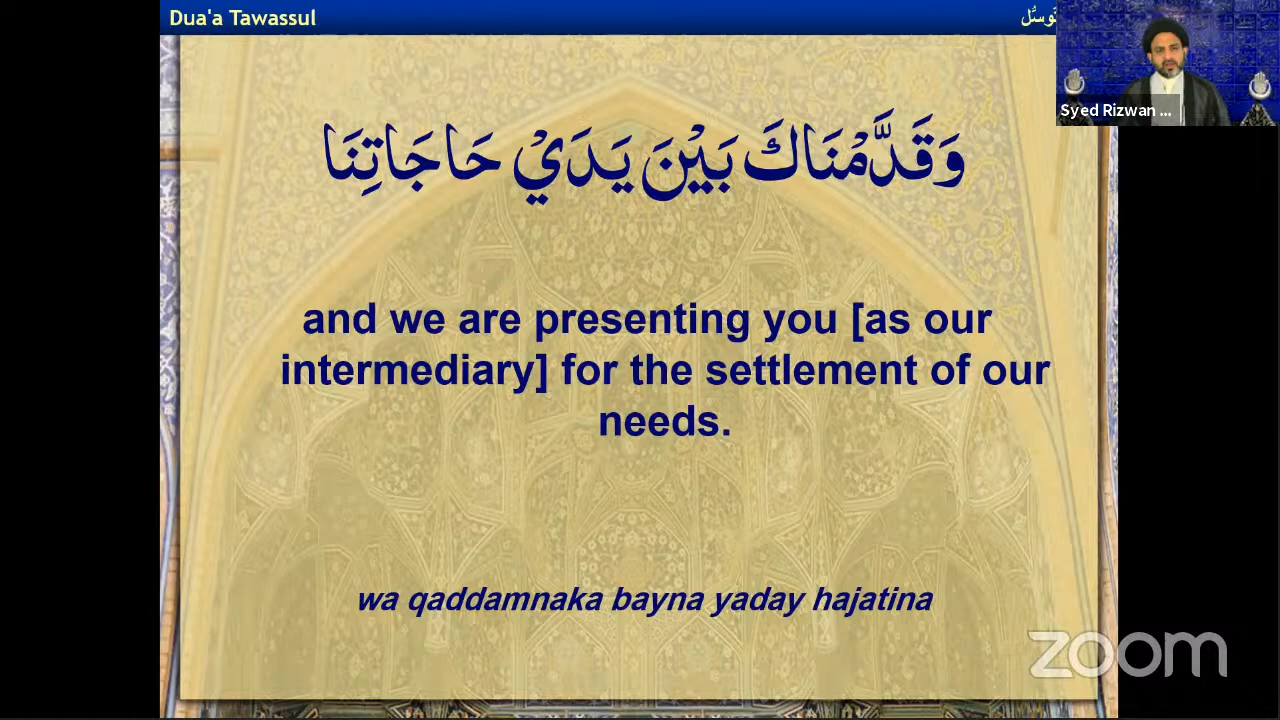 Dua'a Tawassul
وَقَدَّمْنَاكَ بَيْنَ يَدَيْ حَاجَاتِنَا
and we are presenting you [as our
intermediary] for the settlement of our
needs.
wa qaddamnaka bayna yaday hajatina
Syed Rizwan ...
zoom